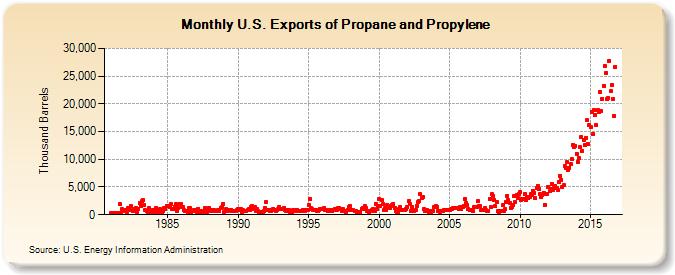 Monthly U.S. Exports of Propane and Propylene
Thousand Barrels
30,000
25,000
20,000
15,000
10,000
5,000
0
1985 1990 1995 2000 2005 2010 2015
Source: U.S. Energy Information Administration